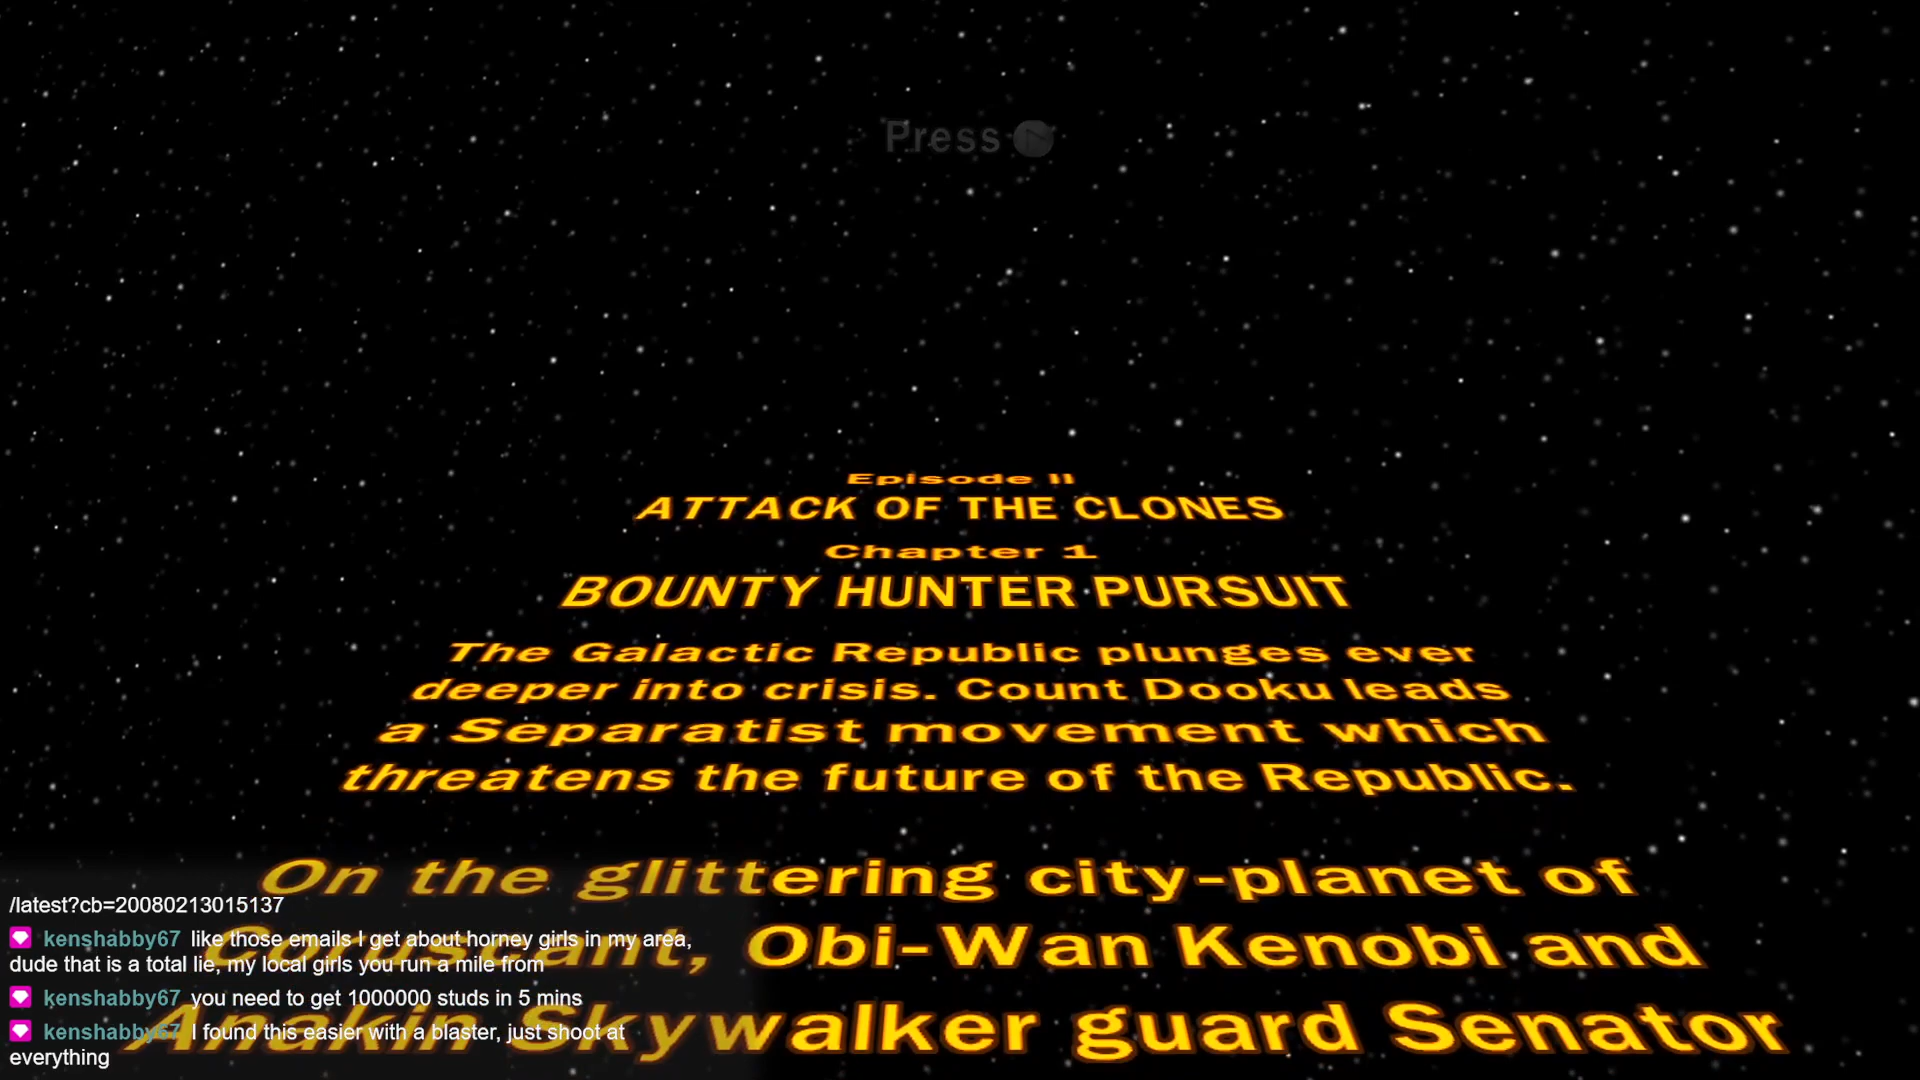 Press
Episode II
ATTACK OF THE CLONES
Chapter 1
BOUNTY HUNTER PURSUIT
The Galactic Republic plunges ever
deeper into crisis. Count Dooku leads
a Separatist movement which
threatens the future of the Republic.
On the glittering city-planet of
Coruscant, Obi-Wan Kenobi and
Anakin Skywalker guard Senator
/latest?cb=20080213015137
kenshabby67 like those emails I get about horney girls in my area,
dude that is a total lie, my local girls you run a mile from
kenshabby67 you need to get 1000000 studs in 5 mins
kenshabby67 I found this easier with a blaster, just shoot at
everything